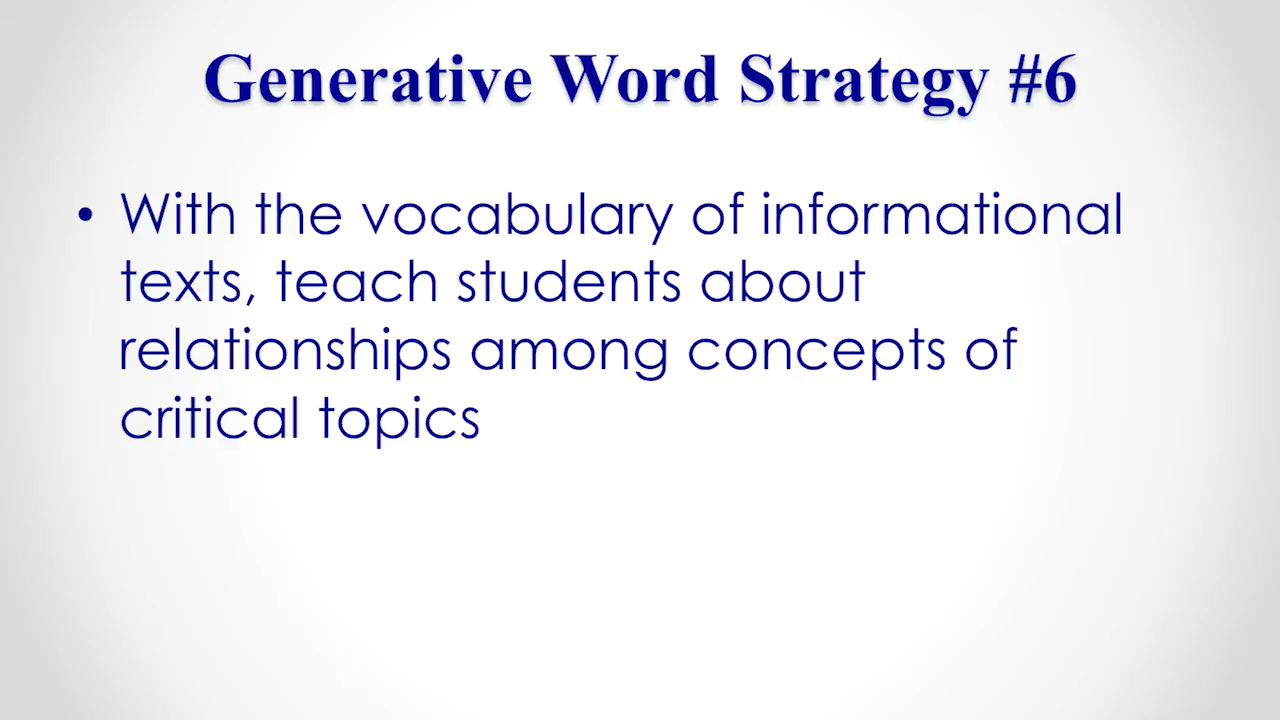 Generative Word Strategy #6
• With the vocabulary of informational
texts, teach students about
relationships among concepts of
critical topics